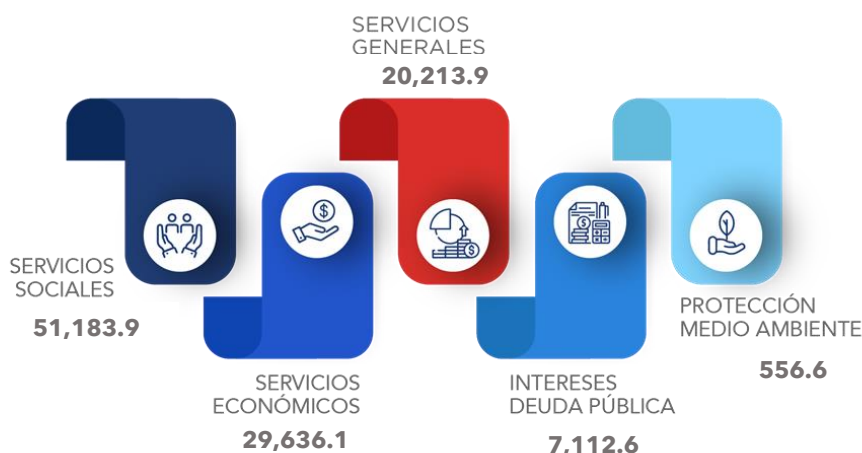 SERVICIOS
GENERALES
20,213.9
SERVICIOS
SOCIALES
51,183.9
SERVICIOS
ECONÓMICOS
29,636.1
INTERESES
DEUDA PÚBLICA
7,112.6
PROTECCIÓN
MEDIO AMBIENTE
556.6